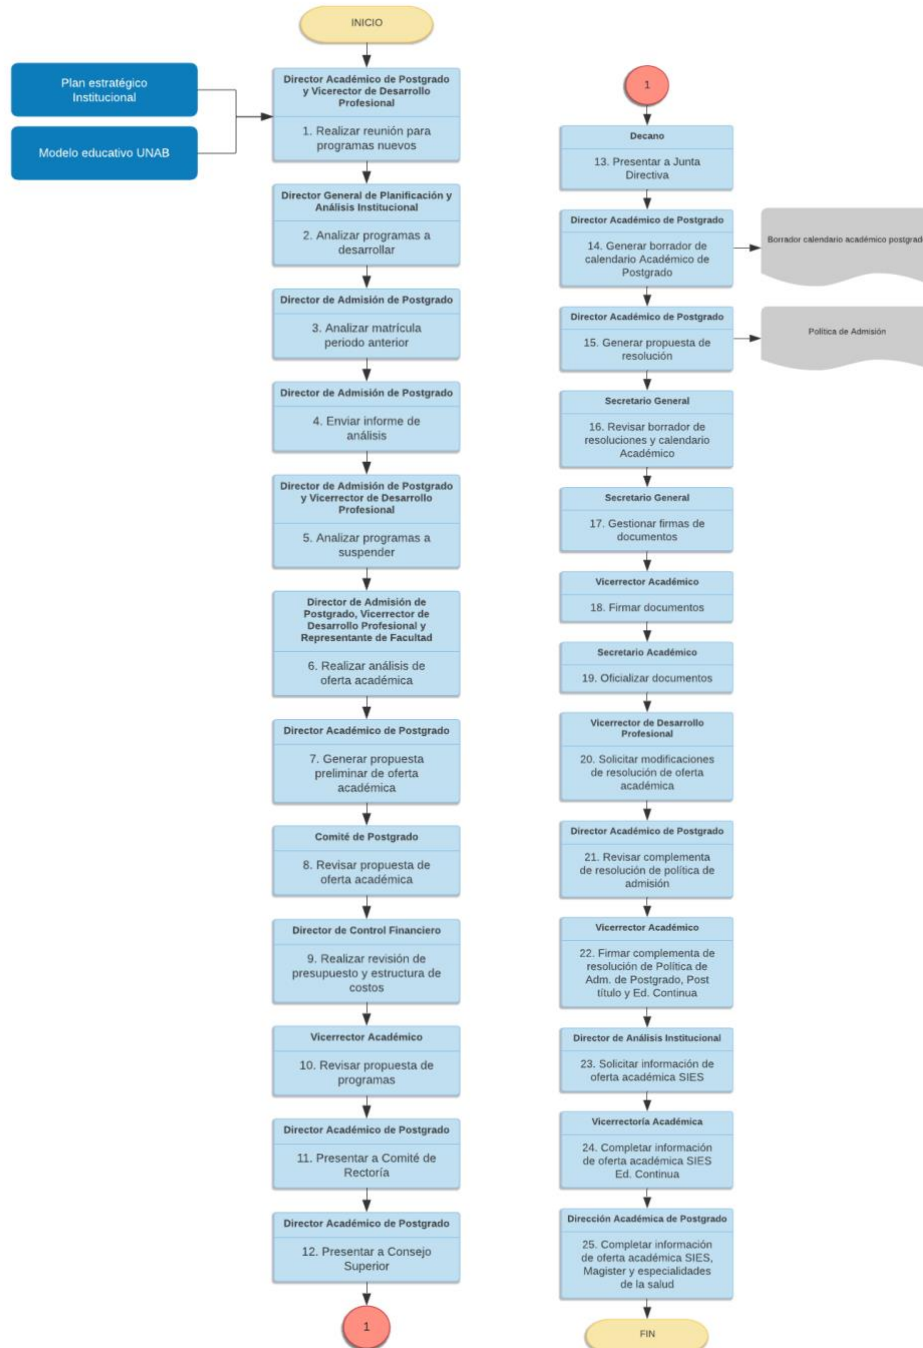 INICIO
Plan estratégico
Institucional
Modelo educativo UNAB
Director Académico de Postgrado
y Vicerector de Desarrollo
Profesional
1. Realizar reunión para
programas nuevos
Director General de Planificación y
Análisis Institucional
2. Analizar programas a
desarrollar
Director de Admisión de Postgrado
3. Analizar matrícula
periodo anterior
Director de Admisión de Postgrado
4. Enviar informe de
análisis
Director de Admisión de Postgrado
y Vicerrector de Desarrollo
Profesional
5. Analizar programas a
suspender
Director de Admisión de
Postgrado, Vicerrector de
Desarrollo Profesional y
Representante de Facultad
6. Realizar análisis de
oferta académica
Director Académico de Postgrado
7. Generar propuesta
preliminar de oferta
académica
Comité de Postgrado
8. Revisar propuesta de
oferta académica
Director de Control Financiero
9. Realizar revisión de
presupuesto y estructura de
costos
Vicerrector Académico
10. Revisar propuesta de
programas
Director Académico de Postgrado
11. Presentar a Comité de
Rectoría
Director Académico de Postgrado
12. Presentar a Consejo
Superior
1
1
Decano
13. Presentar a Junta
Directiva
Director Académico de Postgrado
14. Generar borrador de
calendario Académico de
Postgrado
Borrador calendario académico postgrad
Director Académico de Postgrado
15. Generar propuesta de
resolución
Política de Admisión
Secretario General
16. Revisar borrador de
resoluciones y calendario
Académico
Secretario General
17. Gestionar firmas de
documentos
Vicerrector Académico
18. Firmar documentos
Secretario Académico
19. Oficializar documentos
Vicerrector de Desarrollo
Profesional
20. Solicitar modificaciones
de resolución de oferta
académica
Director Académico de Postgrado
21. Revisar complementa
de resolución de política de
admisión
Vicerrector Académico
22. Firmar complementa de
resolución de Política de
Adm. de Postgrado, Post
título y Ed. Continua
Director de Análisis Institucional
23. Solicitar información de
oferta académica SIES
Vicerrectoría Académica
24. Completar información
de oferta académica SIES
Ed. Continua
Dirección Académica de Postgrado
25. Completar información
de oferta académica SIES,
Magister y especialidades
de la salud
FIN